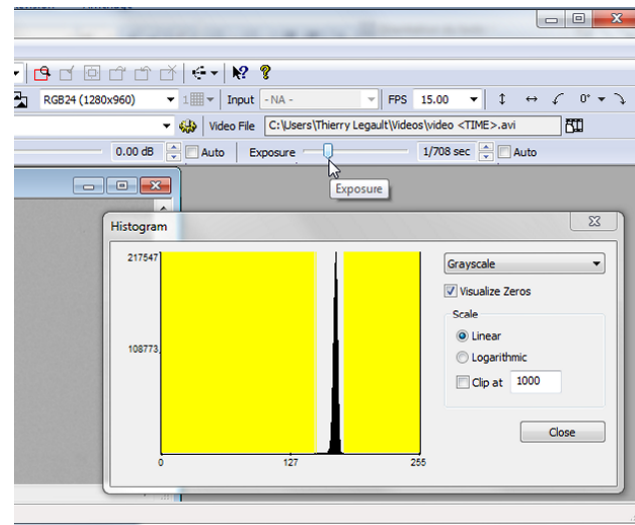 RGB24 (1280x960) 1 Input -NA- FPS 15.00 0°
Video File C:\Users\Thierry Legault\Videos\video <TIME>.avi
0.00 dB Auto Exposure 1/708 sec Auto
Exposure
Histogram
217547
108773
0 127 255
Grayscale
Visualize Zeros
Scale
Linear
Logarithmic
Clip at 1000
Close